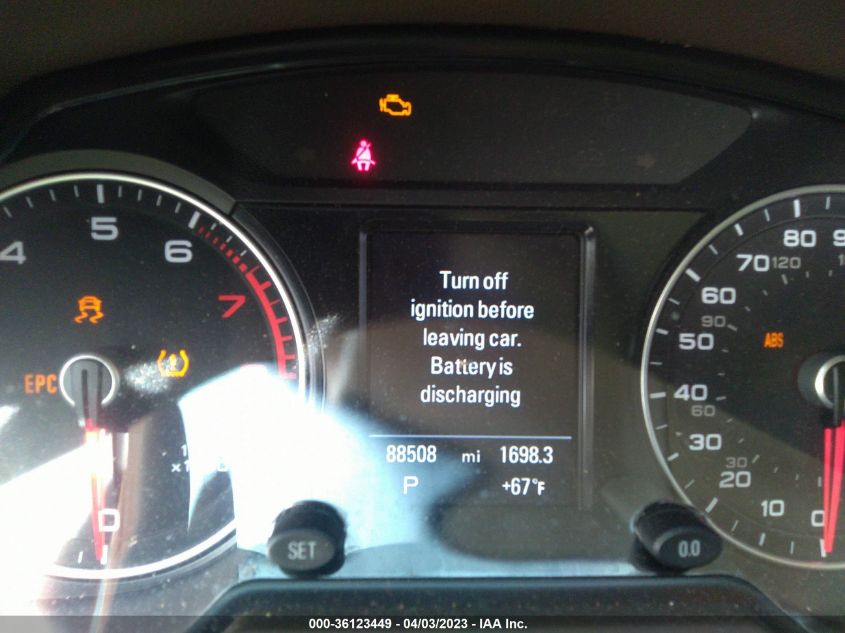 4 5 6 7
EPC
0
Turn off
ignition before
leaving car.
Battery is
discharging
88508 mi 1698.3
P +67°F
SET
0.0
80
70 120
60
90
50
ABS
40
60
30
30
20
10
0
000-36123449 - 04/03/2023 - IAA Inc.